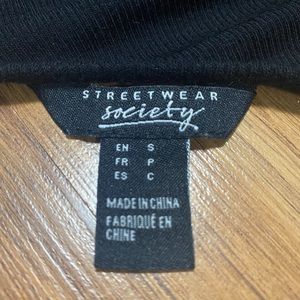 STREETWEAR
society
EN S
FR P
ES C
MADE IN CHINA
FABRIQUÉ EN
CHINE